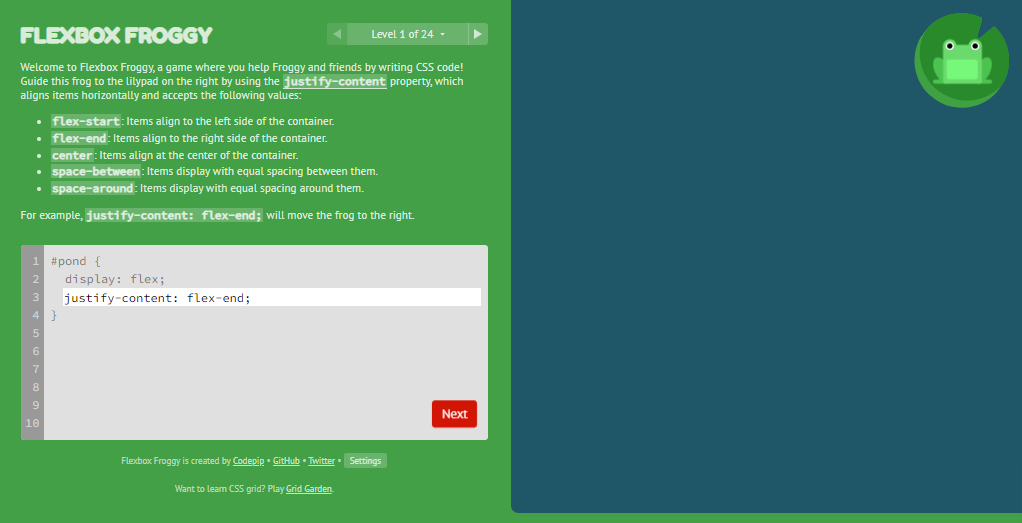 FLEXBOX FROGGY
Level 1 of 24
Welcome to Flexbox Froggy, a game where you help Froggy and friends by writing CSS code!
Guide this frog to the lilypad on the right by using the justify-content property, which
aligns items horizontally and accepts the following values:
• flex-start: Items align to the left side of the container.
• flex-end: Items align to the right side of the container.
• center: Items align at the center of the container.
• space-between: Items display with equal spacing between them.
• space-around: Items display with equal spacing around them.
For example, justify-content: flex-end; will move the frog to the right.
1 #pond {
2 display: flex;
3 justify-content: flex-end;
4 }
5
6
7
8
9
10
Next
Flexbox Froggy is created by Codepip • GitHub • Twitter • Settings
Want to learn CSS grid? Play Grid Garden.